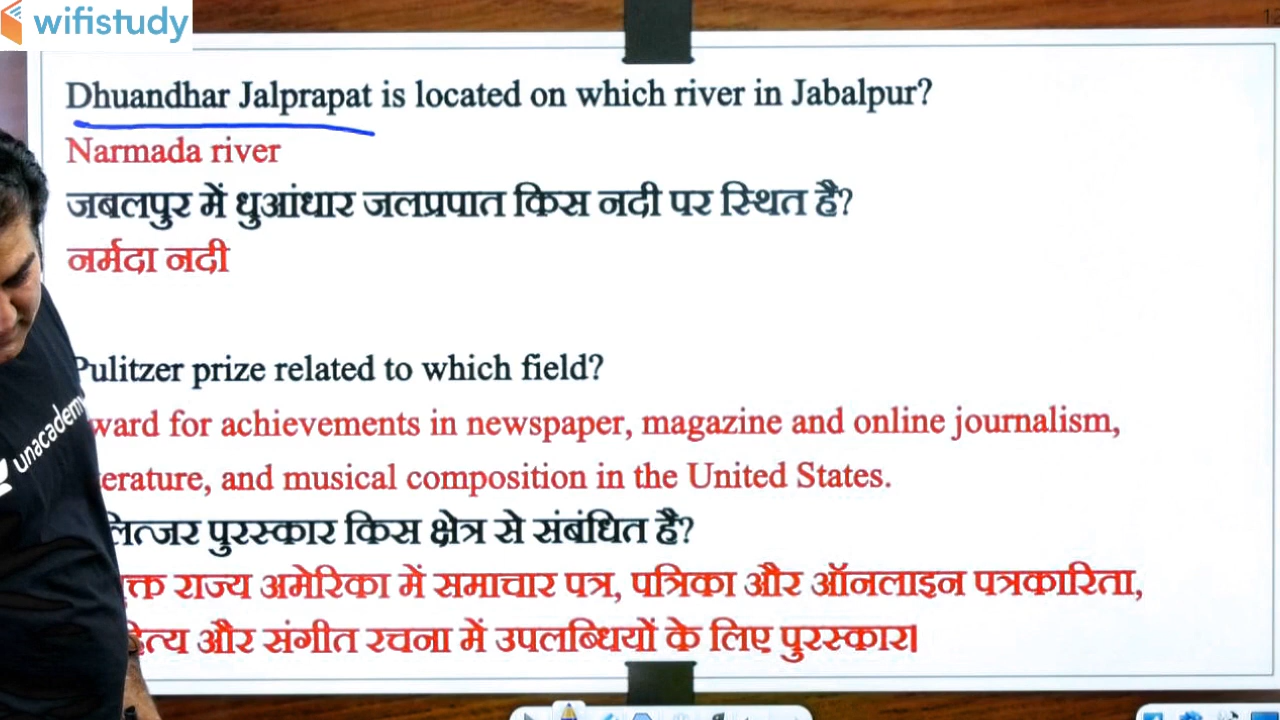 wifistudy
Dhuandhar Jalprapat is located on which river in Jabalpur?
Narmada river
जबलपुर में धुआंधार जलप्रपात किस नदी पर स्थित है?
नर्मदा नदी
Pulitzer prize related to which field?
ward for achievements in newspaper, magazine and online journalism,
erature, and musical composition in the United States.
लित्जर पुरस्कार किस क्षेत्र से संबंधित है?
क्त राज्य अमेरिका में समाचार पत्र, पत्रिका और ऑनलाइन पत्रकारिता,
और संगीत रचना में उपलब्धियों के लिए पुरस्कार।
unacademy